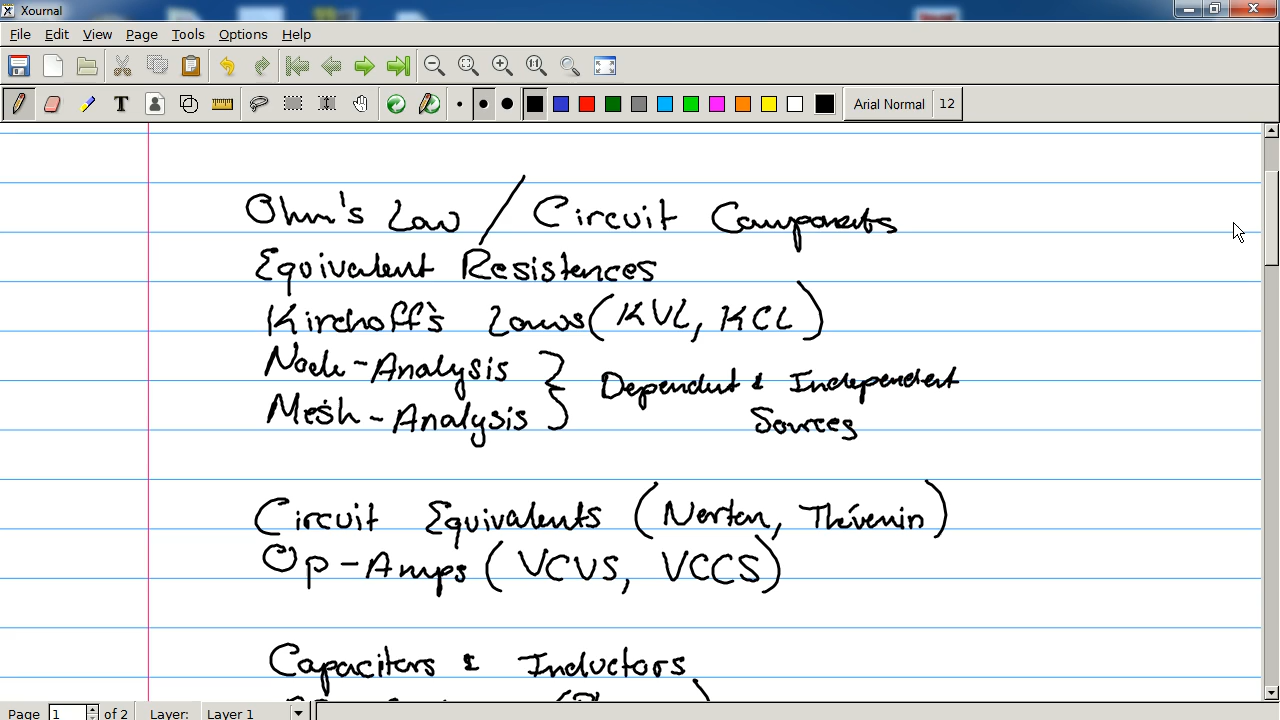 Xournal
File Edit View Page Tools Options Help
Arial Normal 12
Ohm's Law / Circuit Components
Equivalent Resistences
Kirchoff's Laws (KVL, KCL)
Node-Analysis
Mesh-Analysis
} Dependent & Independent
Sources
Circuit Equivalents (Norton, Thévenin)
Op-Amps (VCVS, VCCS)
Capacitors & Inductors
Page 1 of 2 Layer: Layer 1